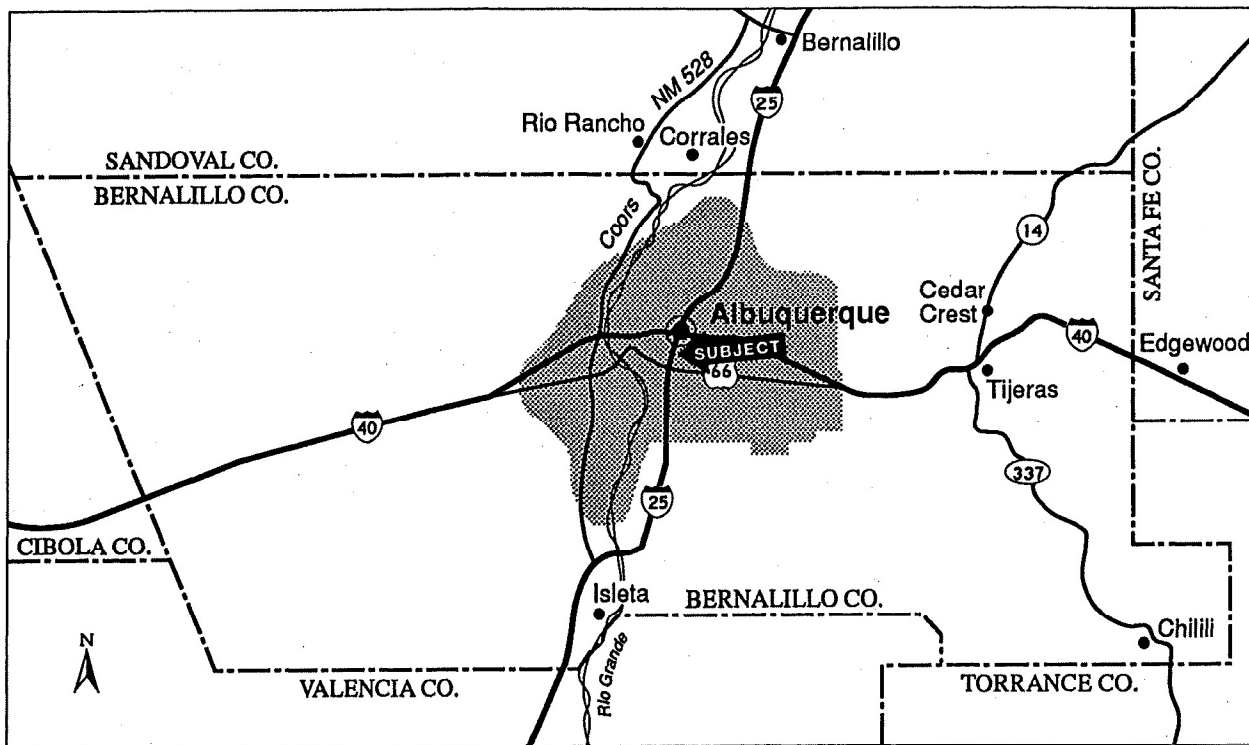 Bernalillo
NM 528
25
Rio Rancho
Corrales
SANDOVAL CO.
BERNALILLO CO.
SANTA FE CO.
Coors
14
Cedar
Crest
Albuquerque
SUBJECT
66
40
Edgewood
Tijeras
40
337
25
CIBOLA CO.
Isleta
BERNALILLO CO.
Chilili
N
Rio Grande
VALENCIA CO.
TORRANCE CO.